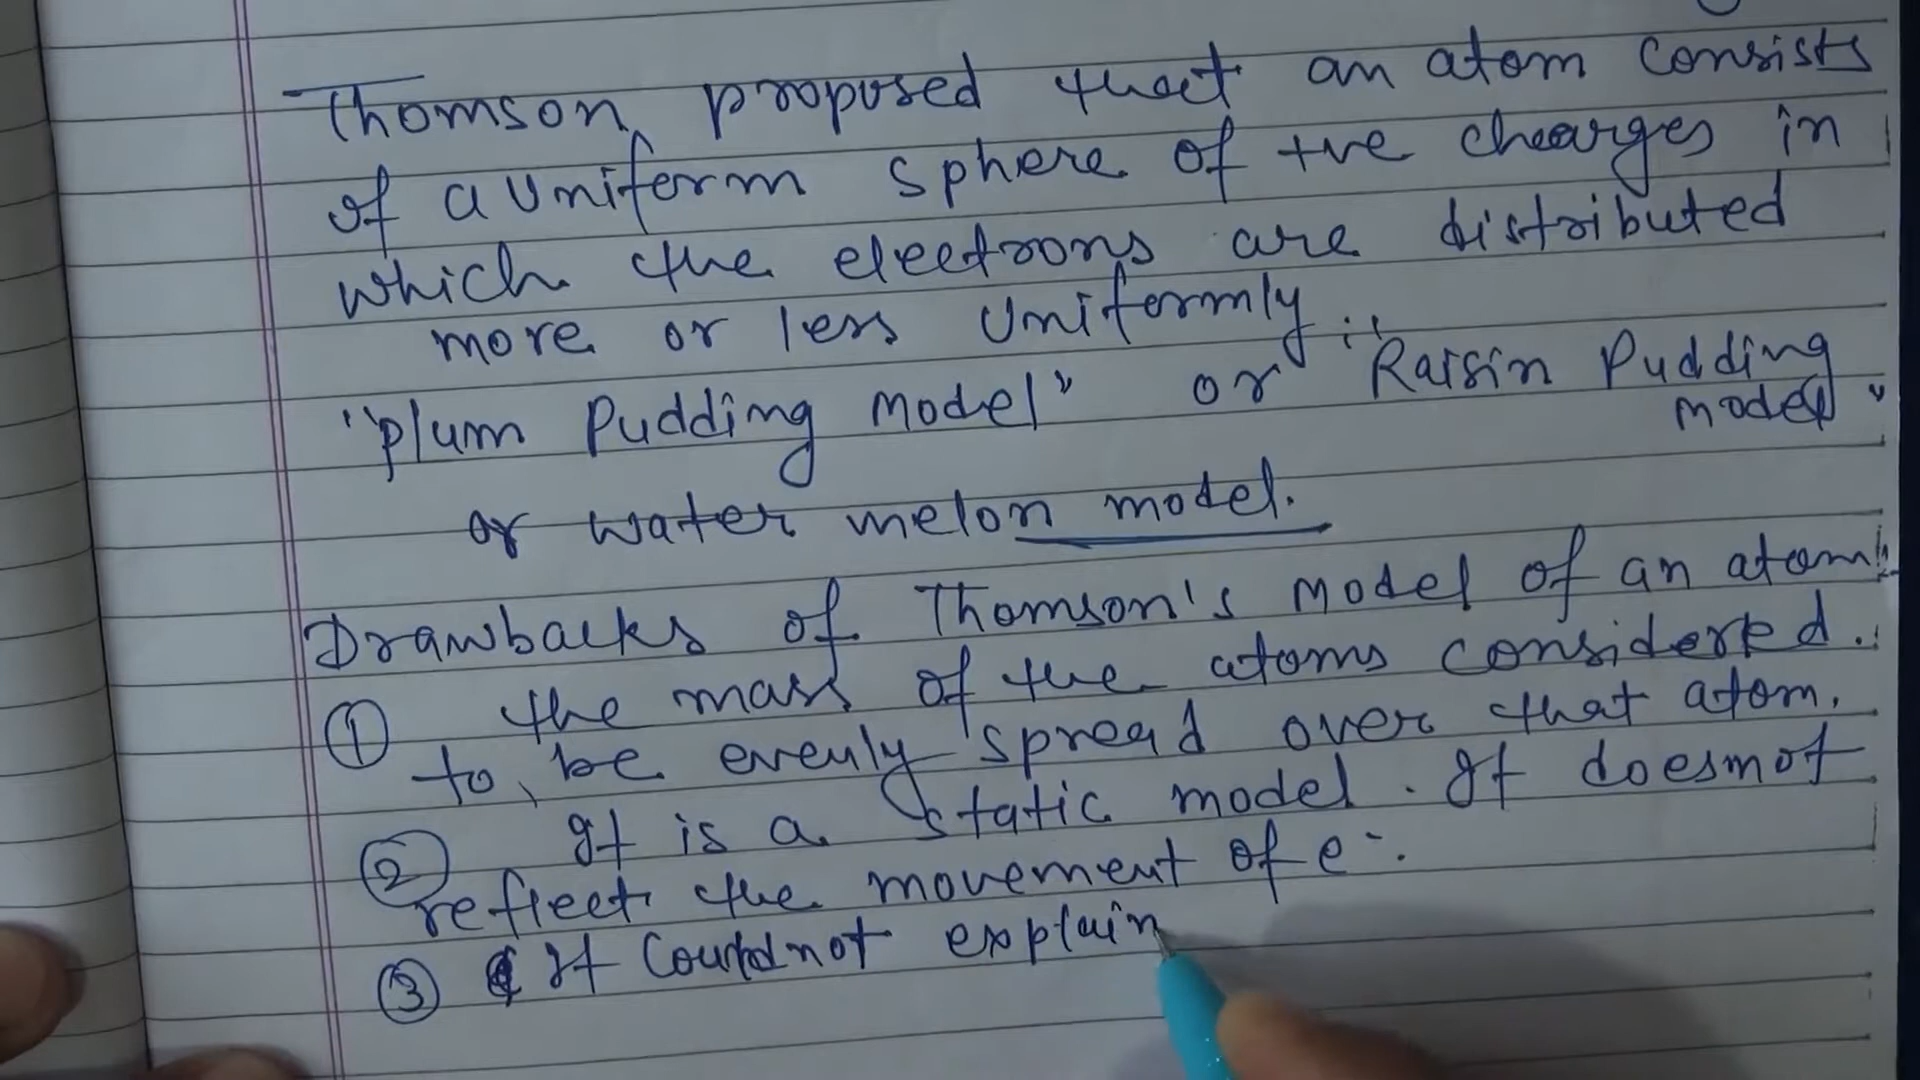 Thomson proposed that an atom consists
of a uniform sphere of +ve charges in
which the electrons are distributed
more or less uniformly.
"Plum Pudding Model" or "Raisin Pudding
model"
or water melon model.
Drawbacks of Thomson's Model of an atom:
① the mass of the atoms considered
to be evenly spread over that atom.
② It is a static model. It doesnot
reflect the movement of e⁻.
③ It Couldnot explain